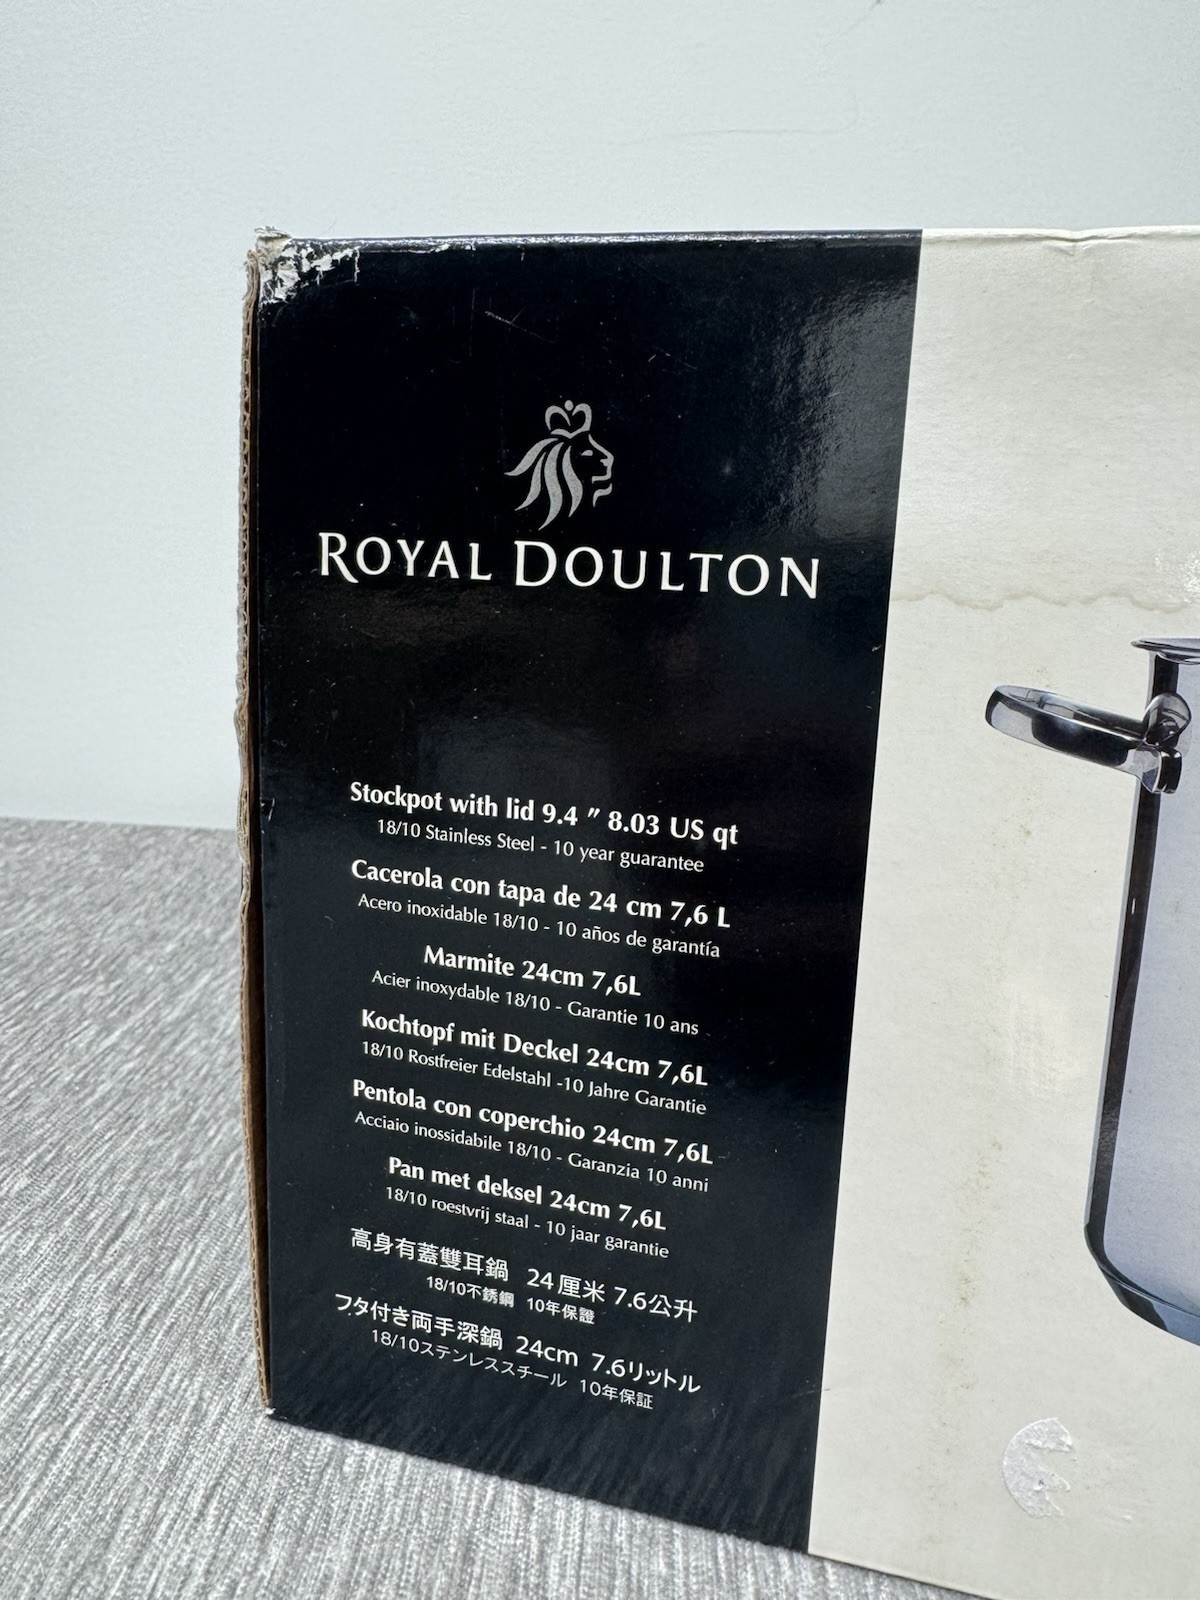 ROYAL DOULTON
Stockpot with lid 9.4 " 8.03 US qt
18/10 Stainless Steel - 10 year guarantee
Cacerola con tapa de 24 cm 7,6 L
Acero inoxidable 18/10 - 10 años de garantía
Marmite 24cm 7,6L
Acier inoxydable 18/10 - Garantie 10 ans
Kochtopf mit Deckel 24cm 7,6L
18/10 Rostfreier Edelstahl -10 Jahre Garantie
Pentola con coperchio 24cm 7,6L
Acciaio inossidabile 18/10 - Garanzia 10 anni
Pan met deksel 24cm 7,6L
18/10 roestvrij staal - 10 jaar garantie
高身有蓋雙耳鍋 24厘米 7.6公升
18/10不銹鋼 10年保證
フタ付き両手深鍋 24cm 7.6リットル
18/10ステンレススチール 10年保証